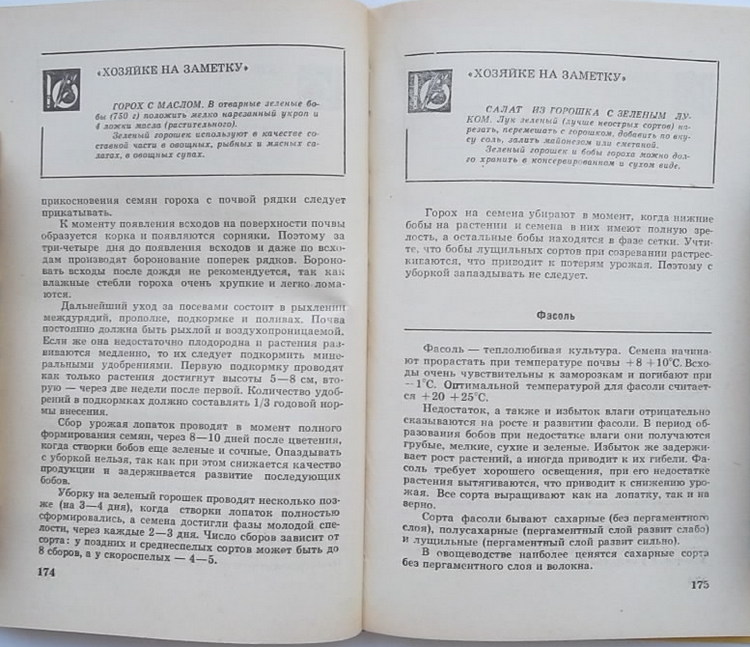 «ХОЗЯЙКЕ НА ЗАМЕТКУ»
ГОРОХ С МАСЛОМ. В отварные зеленые бо-
бы (750 г) положить мелко нарезанный укроп и
4 ложки масла (растительного).
Зеленый горошек используют в качестве со-
ставной части в овощных, рыбных и мясных са-
латах, в овощных супах.
прикосновения семян гороха с почвой рядки следует
прикатывать.
К моменту появления всходов на поверхности почвы
образуется корка и появляются сорняки. Поэтому за
три-четыре дня до появления всходов и даже по всхо-
дам производят боронование поперек рядков. Бороно-
вать всходы после дождя не рекомендуется, так как
влажные стебли гороха очень хрупкие и легко лома-
ются.
Дальнейший уход за посевами состоит в рыхлении
междурядий, прополке, подкормке и поливах. Почва
постоянно должна быть рыхлой и воздухопроницаемой.
Если же она недостаточно плодородна и растения раз-
виваются медленно, то их следует подкормить мине-
ральными удобрениями. Первую подкормку проводят
как только растения достигнут высоты 5—8 см, вто-
рую — через две недели после первой. Количество удоб-
рений в подкормках должно составлять 1/3 годовой нор-
мы внесения.
Сбор урожая лопаток проводят в момент полного
формирования семян, через 8—10 дней после цветения,
когда створки бобов еще зеленые и сочные. Опаздывать
с уборкой нельзя, так как при этом снижается качество
продукции и задерживается развитие последующих
бобов.
Уборку на зеленый горошек проводят несколько поз-
же (на 3—4 дня), когда створки лопаток полностью
сформировались, а семена достигли фазы молодой спе-
лости, через каждые 2—3 дня. Число сборов зависит от
сорта: у поздних и среднеспелых сортов может быть до
8 сборов, а у скороспелых — 4—5.
174
«ХОЗЯЙКЕ НА ЗАМЕТКУ»
САЛАТ ИЗ ГОРОШКА С ЗЕЛЕНЫМ ЛУ-
КОМ. Лук зеленый (лучше неострых сортов) на-
резать, перемешать с горошком, добавить по вку-
су соль, залить майонезом или сметаной.
Зеленый горошек и бобы гороха можно дол-
го хранить в консервированном и сухом виде.
Горох на семена убирают в момент, когда нижние
бобы на растении и семена в них имеют полную зре-
лость, а остальные бобы находятся в фазе сетки. Учти-
те, что бобы лущильных сортов при созревании растрес-
киваются, что приводит к потерям урожая. Поэтому с
уборкой запаздывать не следует.
Фасоль
Фасоль — теплолюбивая культура. Семена начина-
ют прорастать при температуре почвы +8 +10°С. Всхо-
ды очень чувствительны к заморозкам и погибают при
—1°С. Оптимальной температурой для фасоли считает-
ся +20 +25°С.
Недостаток, а также и избыток влаги отрицательно
сказываются на росте и развитии фасоли. В период об-
разования бобов при недостатке влаги они получаются
грубые, мелкие, сухие и зеленые. Избыток же задержи-
вает рост растений, а иногда приводит к их гибели. Фа-
соль требует хорошего освещения, при его недостатке
растения вытягиваются, что приводит к снижению уро-
жая. Все сорта выращивают как на лопатку, так и на
зерно.
Сорта фасоли бывают сахарные (без пергаментного
слоя), полусахарные (пергаментный слой развит слабо)
и лущильные (пергаментный слой развит сильно).
В овощеводстве наиболее ценятся сахарные сорта
без пергаментного слоя и волокна.
175